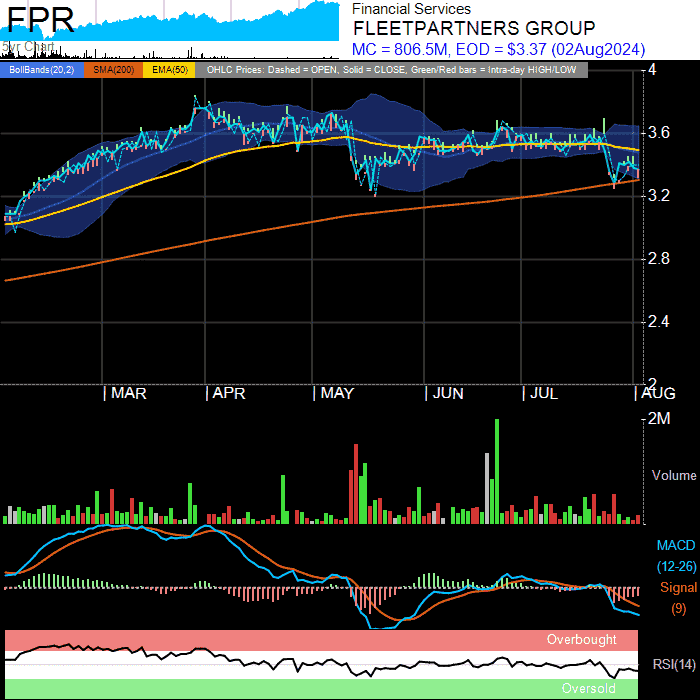 FPR
5yr Chart
Financial Services
FLEETPARTNERS GROUP
MC = 806.5M, EOD = $3.37 (02Aug2024)
BollBands(20,2) SMA(200) EMA(50) OHLC Prices: Dashed = OPEN, Solid = CLOSE, Green/Red bars = Intra-day HIGH/LOW
4
3.6
3.2
2.8
2.4
2
MAR APR MAY JUN JUL AUG
2M
Volume
MACD
(12-26)
Signal
(9)
Overbought
RSI(14)
Oversold